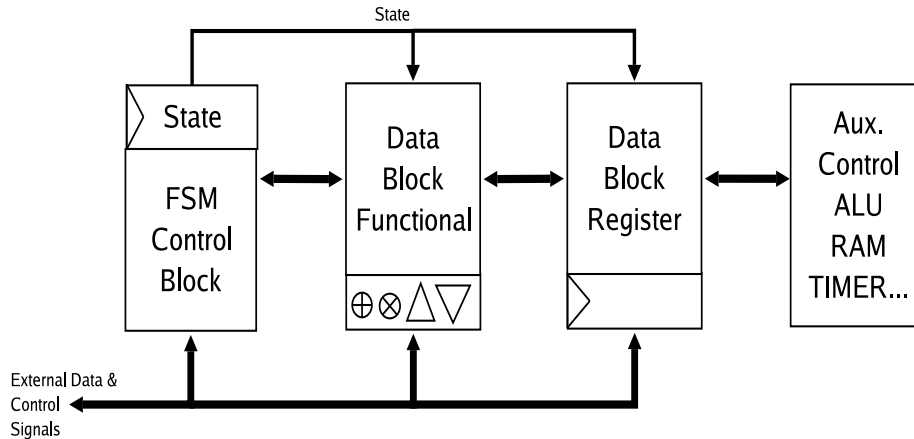 State
State
FSM
Control
Block
Data
Block
Functional
Data
Block
Register
Aux.
Control
ALU
RAM
TIMER...
External Data &
Control
Signals